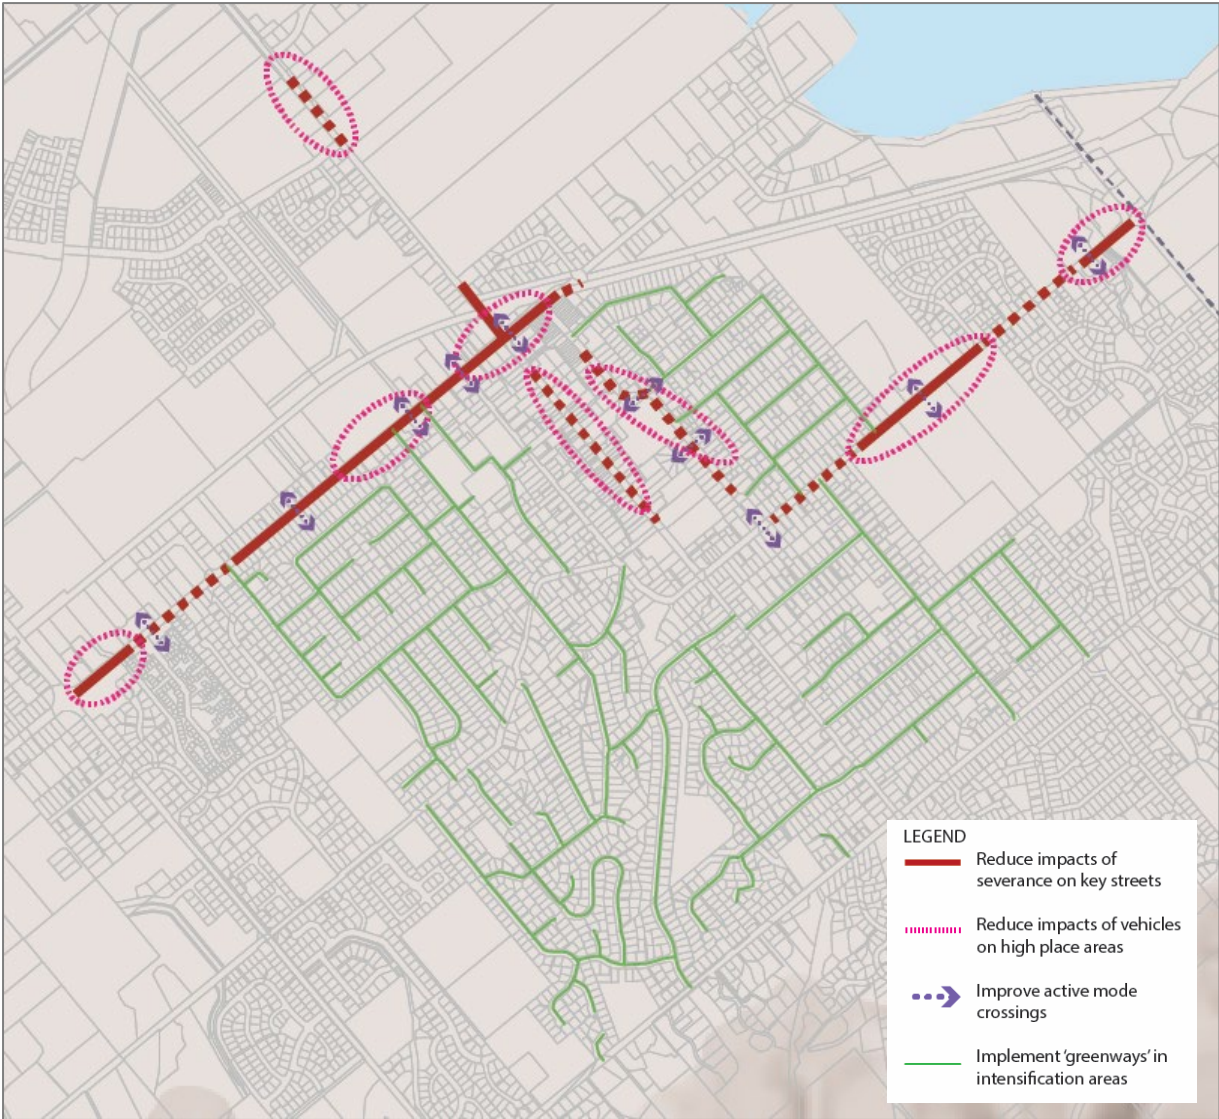 LEGEND
Reduce impacts of
severance on key streets
Reduce impacts of vehicles
on high place areas
Improve active mode
crossings
Implement ‘greenways’ in
intensification areas